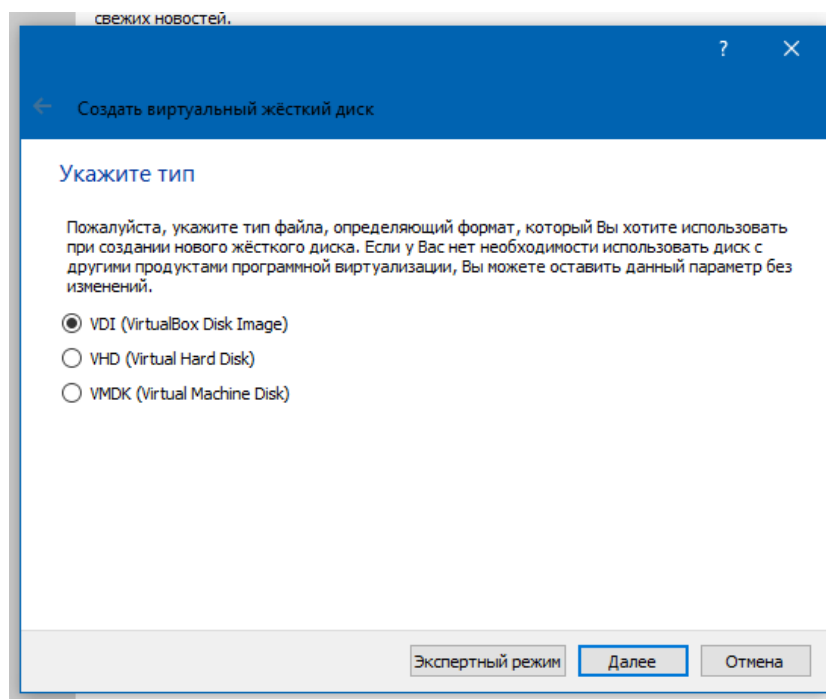 свежих новостей.
?
Создать виртуальный жёсткий диск
Укажите тип
Пожалуйста, укажите тип файла, определяющий формат, который Вы хотите использовать
при создании нового жёсткого диска. Если у Вас нет необходимости использовать диск с
другими продуктами программной виртуализации, Вы можете оставить данный параметр без
изменений.
VDI (VirtualBox Disk Image)
VHD (Virtual Hard Disk)
VMDK (Virtual Machine Disk)
Экспертный режим Далее Отмена